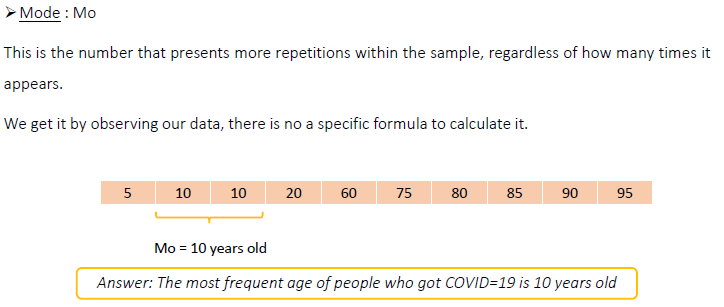 ➤ Mode : Mo
This is the number that presents more repetitions within the sample, regardless of how many times it
appears.
We get it by observing our data, there is no a specific formula to calculate it.
5 10 10 20 60 75 80 85 90 95
Mo = 10 years old
Answer: The most frequent age of people who got COVID=19 is 10 years old